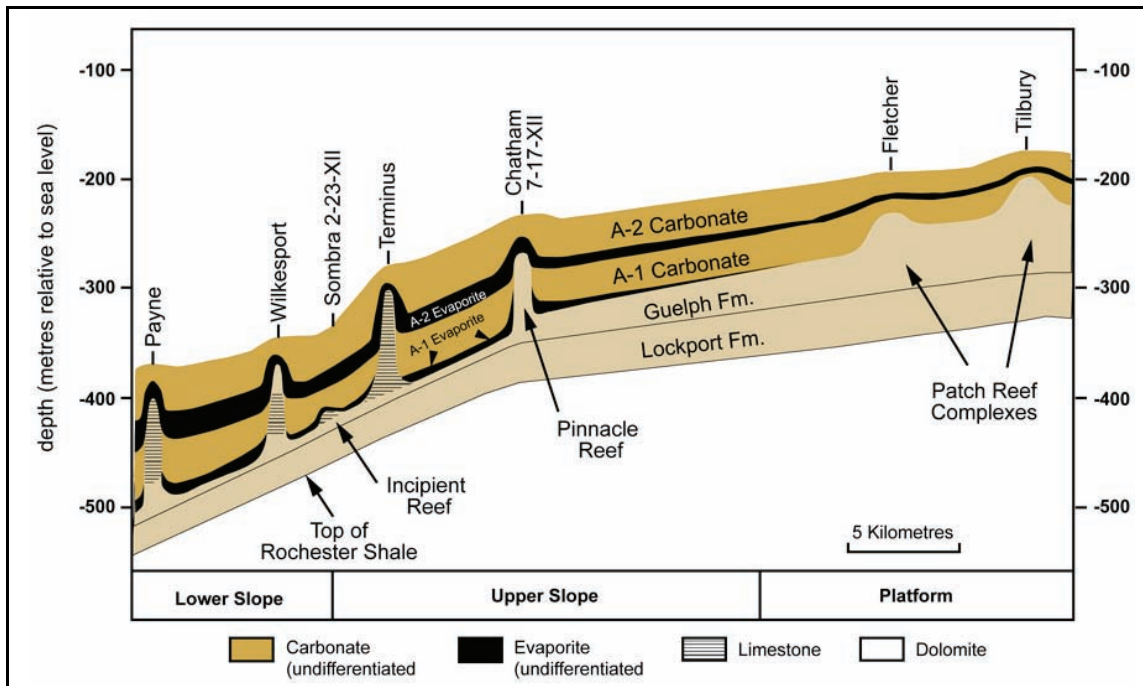 depth (metres relative to sea level)
-100
-200
-300
-400
-500
-100
-200
-300
-400
-500
Payne
Wilkesport
Sombra 2-23-XII
Terminus
Chatham
7-17-XII
Fletcher
Tilbury
A-2 Carbonate
A-2 Evaporite
A-1 Carbonate
A-1 Evaporite
Guelph Fm.
Lockport Fm.
Patch Reef
Complexes
Pinnacle
Reef
Incipient
Reef
Top of
Rochester Shale
5 Kilometres
Lower Slope
Upper Slope
Platform
Carbonate
(undifferentiated
Evaporite
(undifferentiated
Limestone
Dolomite